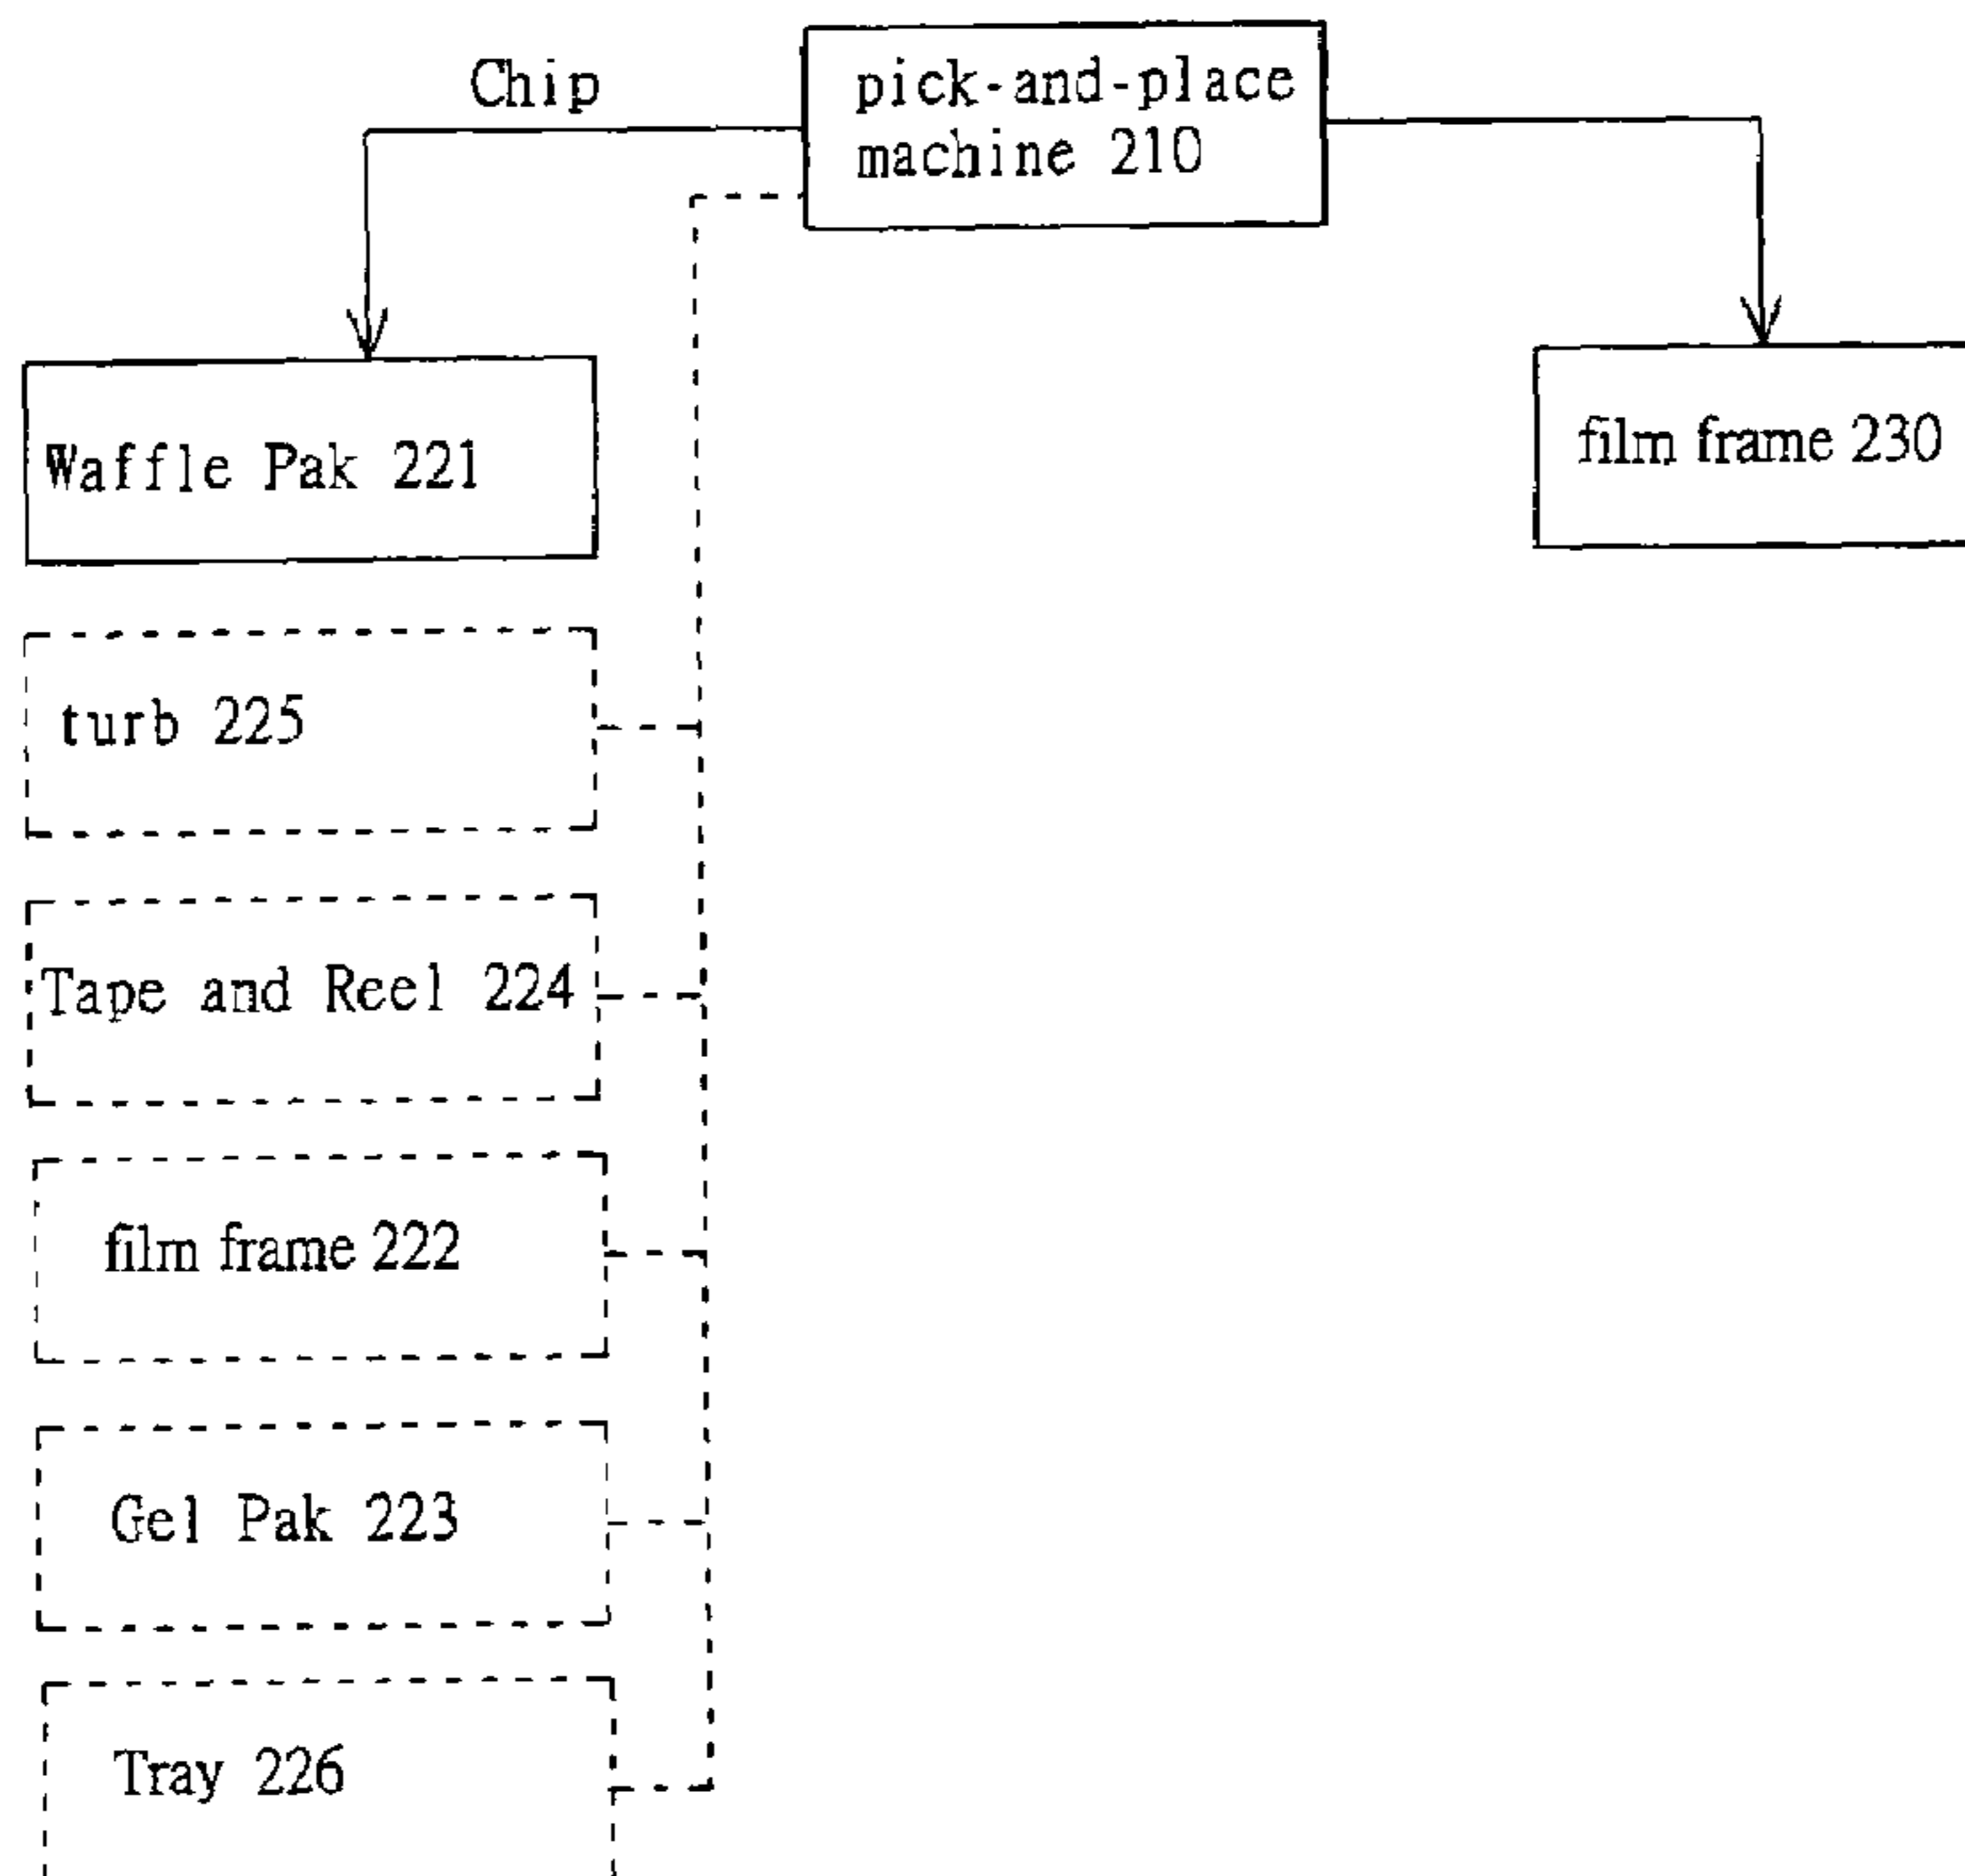 Chip
pick-and-place
machine 210
Waffle Pak 221
film frame 230
turb 225
Tape and Reel 224
film frame 222
Gel Pak 223
Tray 226